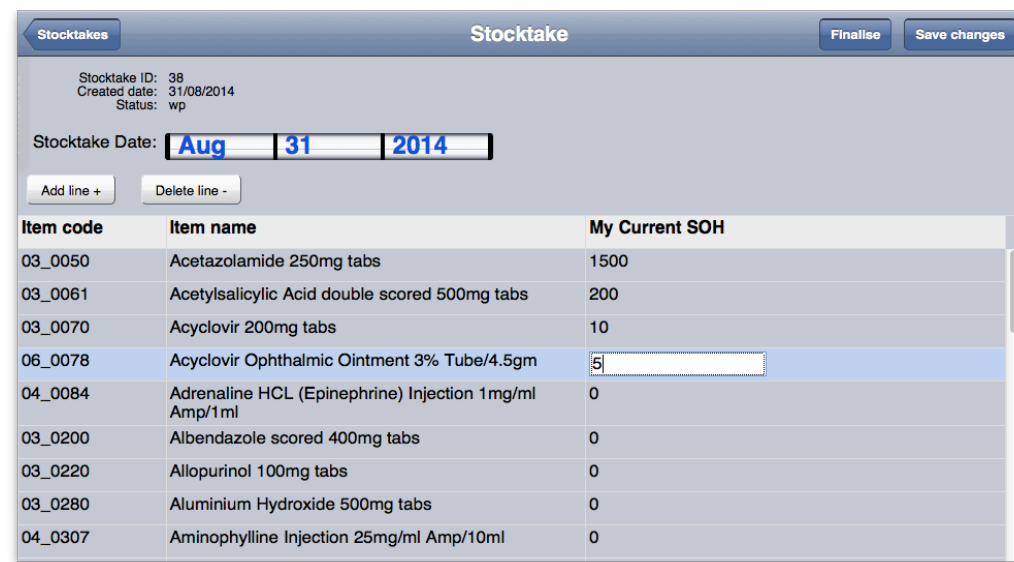 Stocktakes Stocktake Finalise Save changes
Stocktake ID: 38
Created date: 31/08/2014
Status: wp
Stocktake Date: Aug 31 2014
Add line + Delete line -
Item code Item name My Current SOH
03_0050 Acetazolamide 250mg tabs 1500
03_0061 Acetylsalicylic Acid double scored 500mg tabs 200
03_0070 Acyclovir 200mg tabs 10
06_0078 Acyclovir Ophthalmic Ointment 3% Tube/4.5gm 5
04_0084 Adrenaline HCL (Epinephrine) Injection 1mg/ml 0
Amp/1ml
03_0200 Albendazole scored 400mg tabs 0
03_0220 Allopurinol 100mg tabs 0
03_0280 Aluminium Hydroxide 500mg tabs 0
04_0307 Aminophylline Injection 25mg/ml Amp/10ml 0